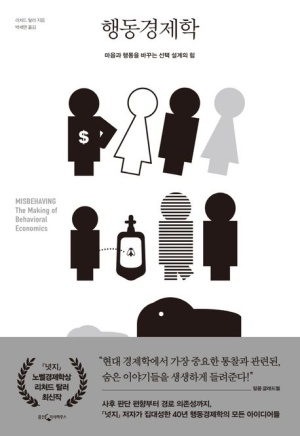 리처드 탈러 지음
박세연 옮김
행동경제학
마음과 행동을 바꾸는 선택 설계의 힘
$
MISBEHAVING
The Making of
Behavioral
Economics
『넛지』
노벨경제학상
리처드 탈러
최신작
웅진지식하우스
“현대 경제학에서 가장 중요한 통찰과 관련된,
숨은 이야기들을 생생하게 들려준다!”
말콤 글래드웰
사후 판단 편향부터 경로 의존성까지,
『넛지』 저자가 집대성한 40년 행동경제학의 모든 아이디어들